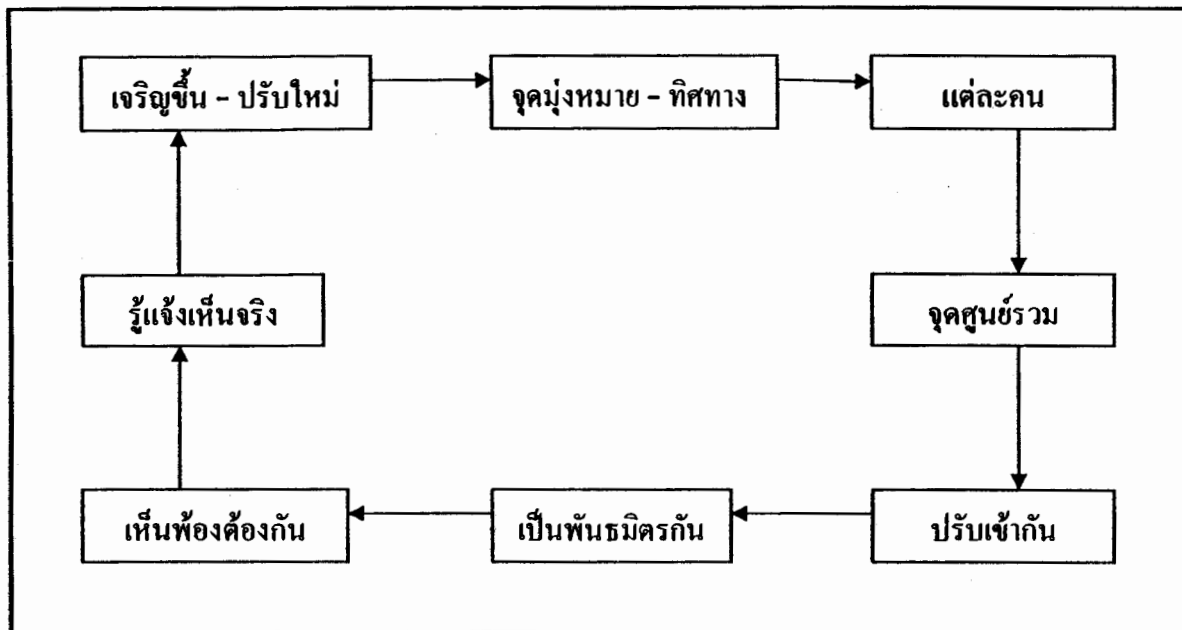 เจริญขึ้น - ปรับใหม่
จุดมุ่งหมาย - ทิศทาง
แต่ละคน
รู้แจ้งเห็นจริง
จุดศูนย์รวม
เห็นพ้องต้องกัน
เป็นพันธมิตรกัน
ปรับเข้ากัน